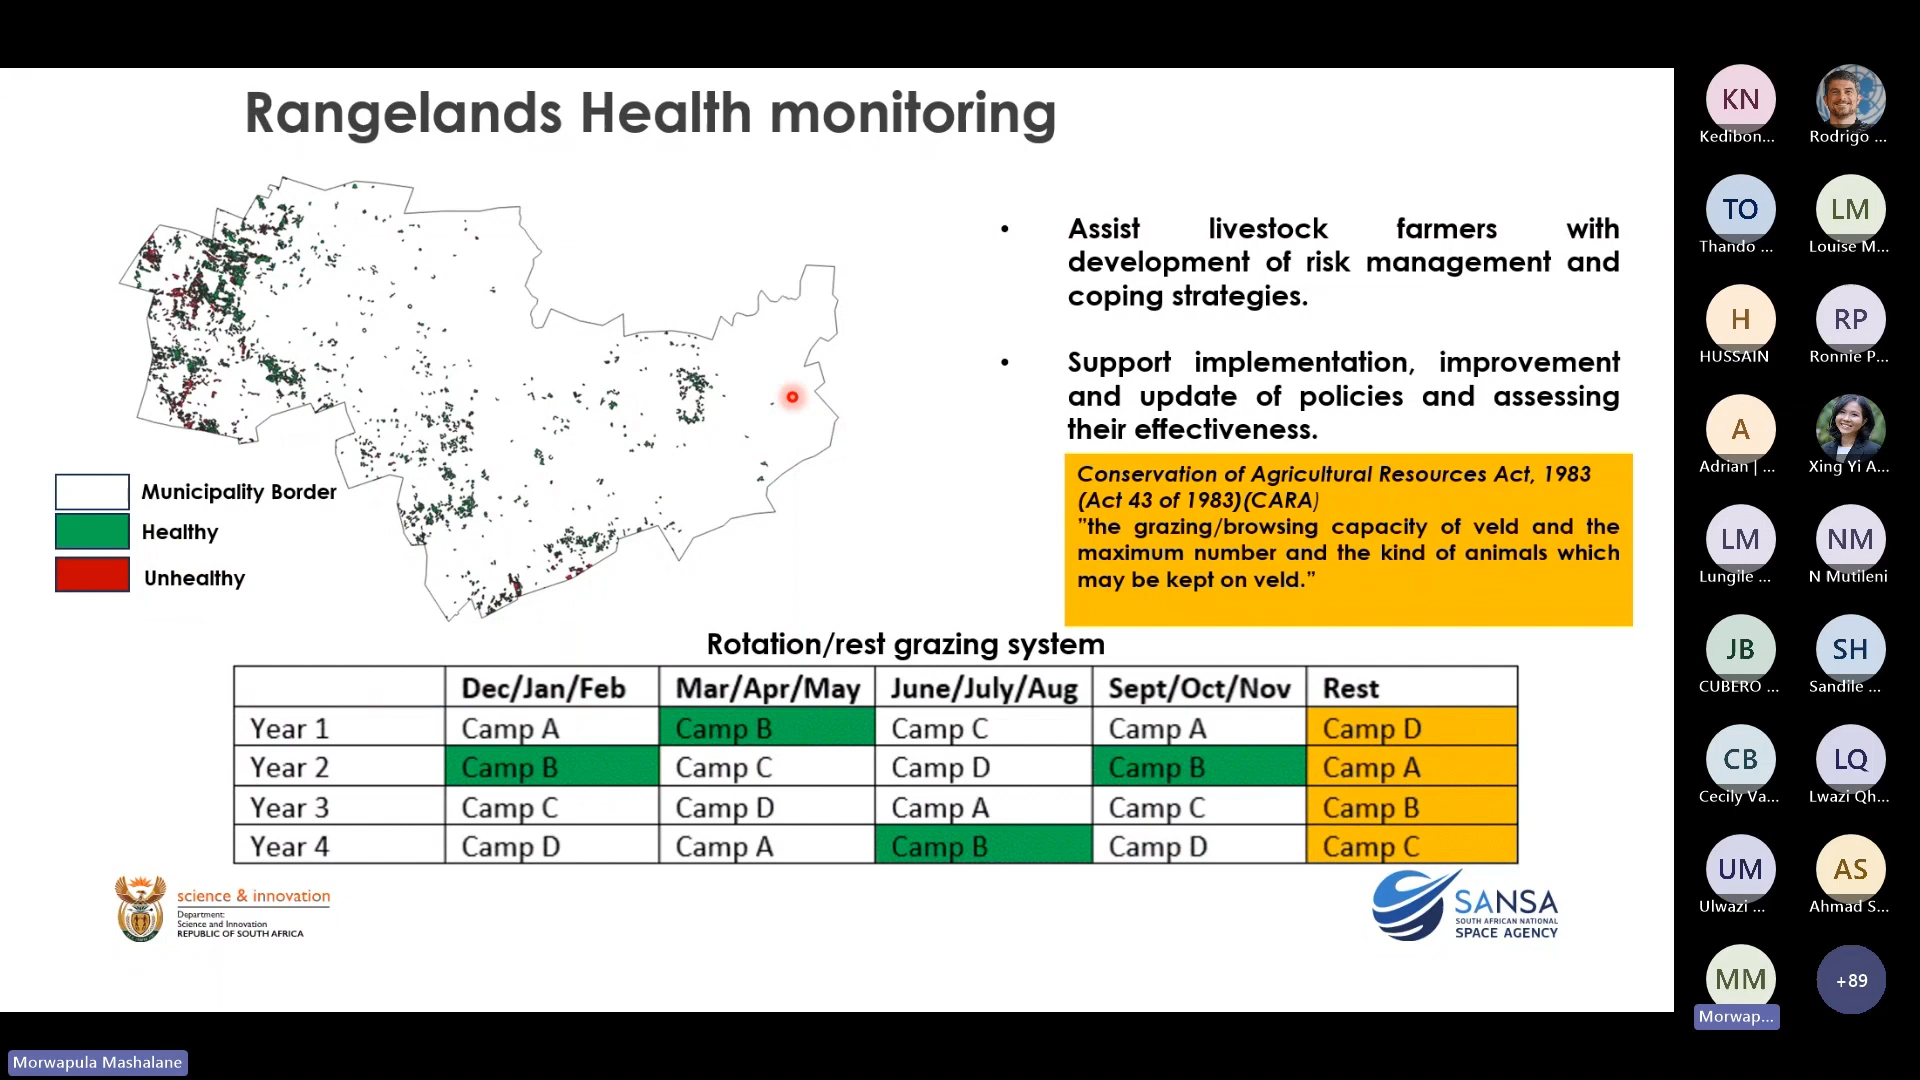 Rangelands Health monitoring
• Assist livestock farmers with
development of risk management and
coping strategies.
• Support implementation, improvement
and update of policies and assessing
their effectiveness.
Conservation of Agricultural Resources Act, 1983
(Act 43 of 1983)(CARA)
”the grazing/browsing capacity of veld and the
maximum number and the kind of animals which
may be kept on veld.”
Municipality Border
Healthy
Unhealthy
Rotation/rest grazing system
Dec/Jan/Feb Mar/Apr/May June/July/Aug Sept/Oct/Nov Rest
Year 1 Camp A Camp B Camp C Camp A Camp D
Year 2 Camp B Camp C Camp D Camp B Camp A
Year 3 Camp C Camp D Camp A Camp C Camp B
Year 4 Camp D Camp A Camp B Camp D Camp C
science & innovation
Department:
Science and Innovation
REPUBLIC OF SOUTH AFRICA
SANSA
SOUTH AFRICAN NATIONAL
SPACE AGENCY
KN
Kedibon...
Rodrigo ...
TO
Thando ...
LM
Louise M...
H
HUSSAIN
RP
Ronnie P...
A
Adrian | ...
Xing Yi A...
LM
Lungile ...
NM
N Mutileni
JB
CUBERO ...
SH
Sandile ...
CB
Cecily Va...
LQ
Lwazi Qh...
UM
Ulwazi ...
AS
Ahmad S...
MM
Morwap...
+89
Morwapula Mashalane